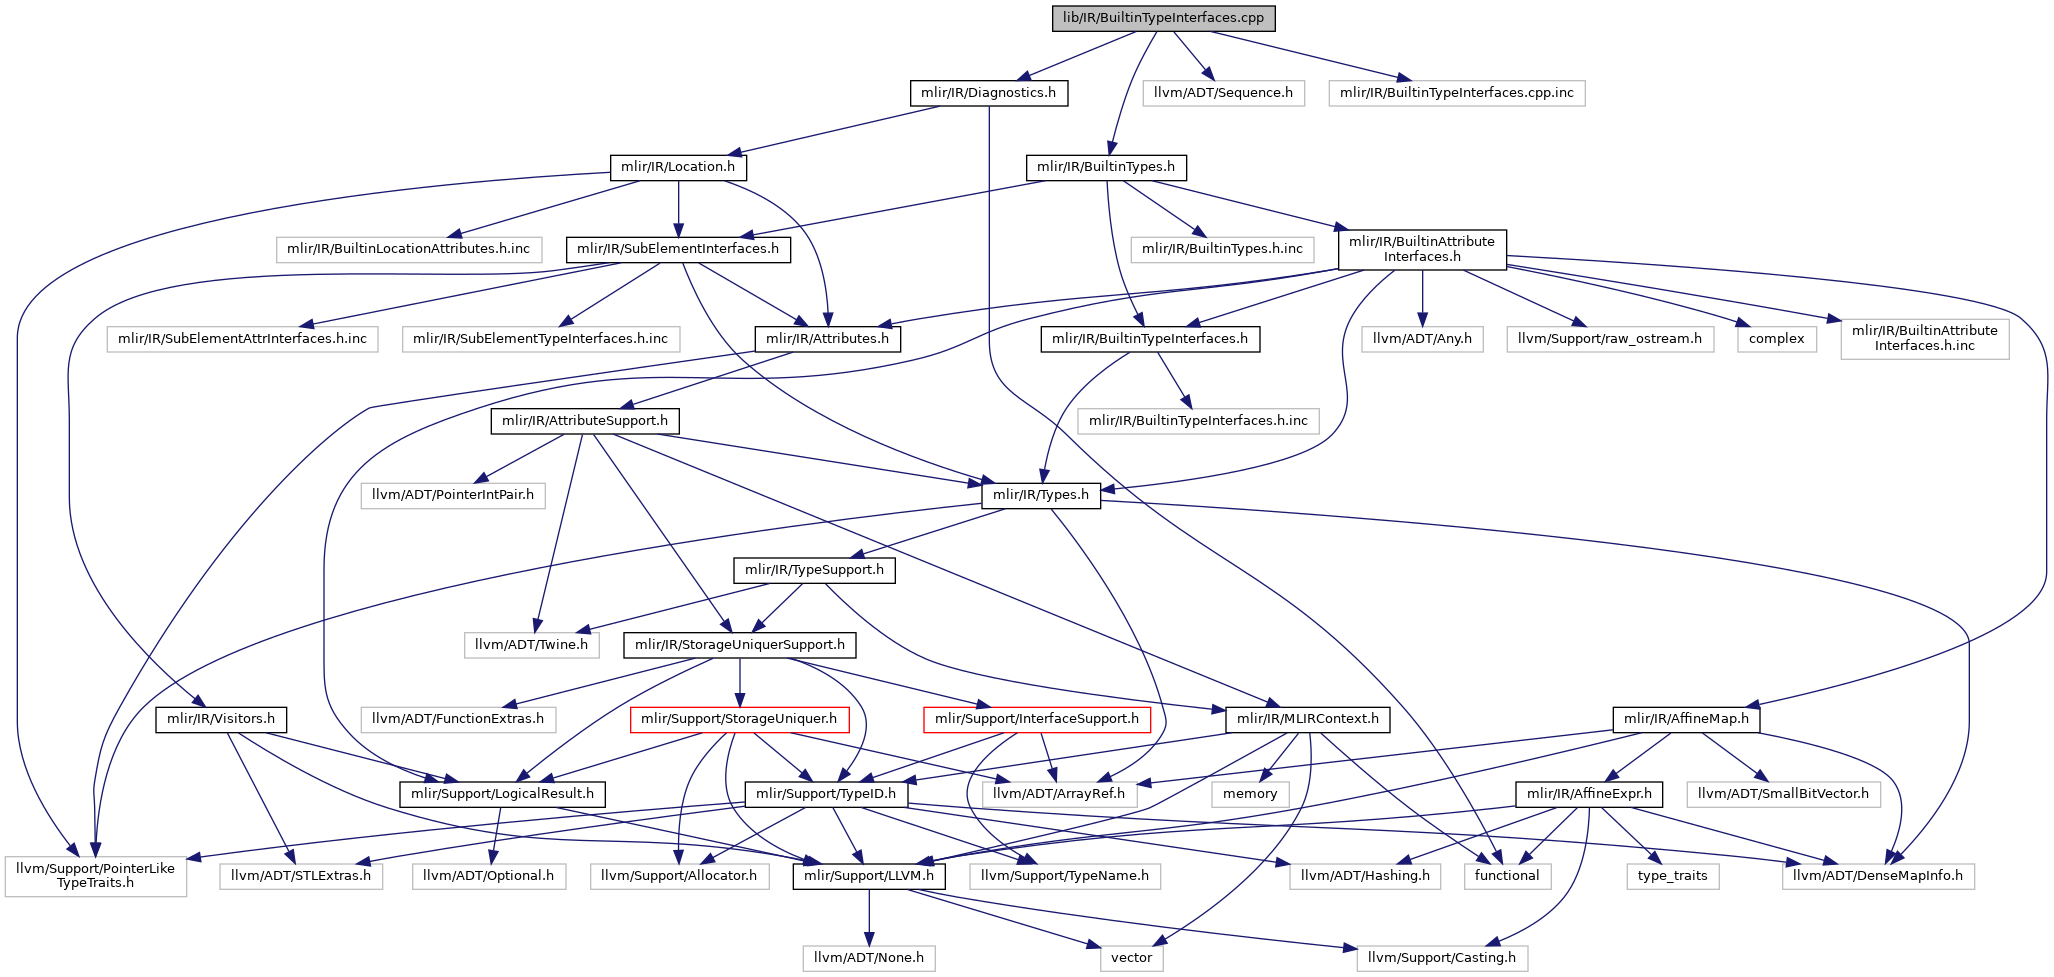 lib/IR/BuiltinTypeInterfaces.cpp
mlir/IR/Diagnostics.h
llvm/ADT/Sequence.h
mlir/IR/BuiltinTypeInterfaces.cpp.inc
mlir/IR/Location.h
mlir/IR/BuiltinTypes.h
mlir/IR/BuiltinLocationAttributes.h.inc
mlir/IR/SubElementInterfaces.h
mlir/IR/BuiltinTypes.h.inc
mlir/IR/BuiltinAttribute
Interfaces.h
mlir/IR/SubElementAttrInterfaces.h.inc
mlir/IR/SubElementTypeInterfaces.h.inc
mlir/IR/Attributes.h
mlir/IR/BuiltinTypeInterfaces.h
llvm/ADT/Any.h
llvm/Support/raw_ostream.h
complex
mlir/IR/BuiltinAttribute
Interfaces.h.inc
mlir/IR/AttributeSupport.h
mlir/IR/BuiltinTypeInterfaces.h.inc
llvm/ADT/PointerIntPair.h
mlir/IR/Types.h
mlir/IR/TypeSupport.h
llvm/ADT/Twine.h
mlir/IR/StorageUniquerSupport.h
mlir/IR/Visitors.h
llvm/ADT/FunctionExtras.h
mlir/Support/StorageUniquer.h
mlir/Support/InterfaceSupport.h
mlir/IR/MLIRContext.h
mlir/IR/AffineMap.h
mlir/Support/LogicalResult.h
mlir/Support/TypeID.h
llvm/ADT/ArrayRef.h
memory
mlir/IR/AffineExpr.h
llvm/ADT/SmallBitVector.h
llvm/Support/PointerLike
TypeTraits.h
llvm/ADT/STLExtras.h
llvm/ADT/Optional.h
llvm/Support/Allocator.h
mlir/Support/LLVM.h
llvm/Support/TypeName.h
llvm/ADT/Hashing.h
functional
type_traits
llvm/ADT/DenseMapInfo.h
llvm/ADT/None.h
vector
llvm/Support/Casting.h